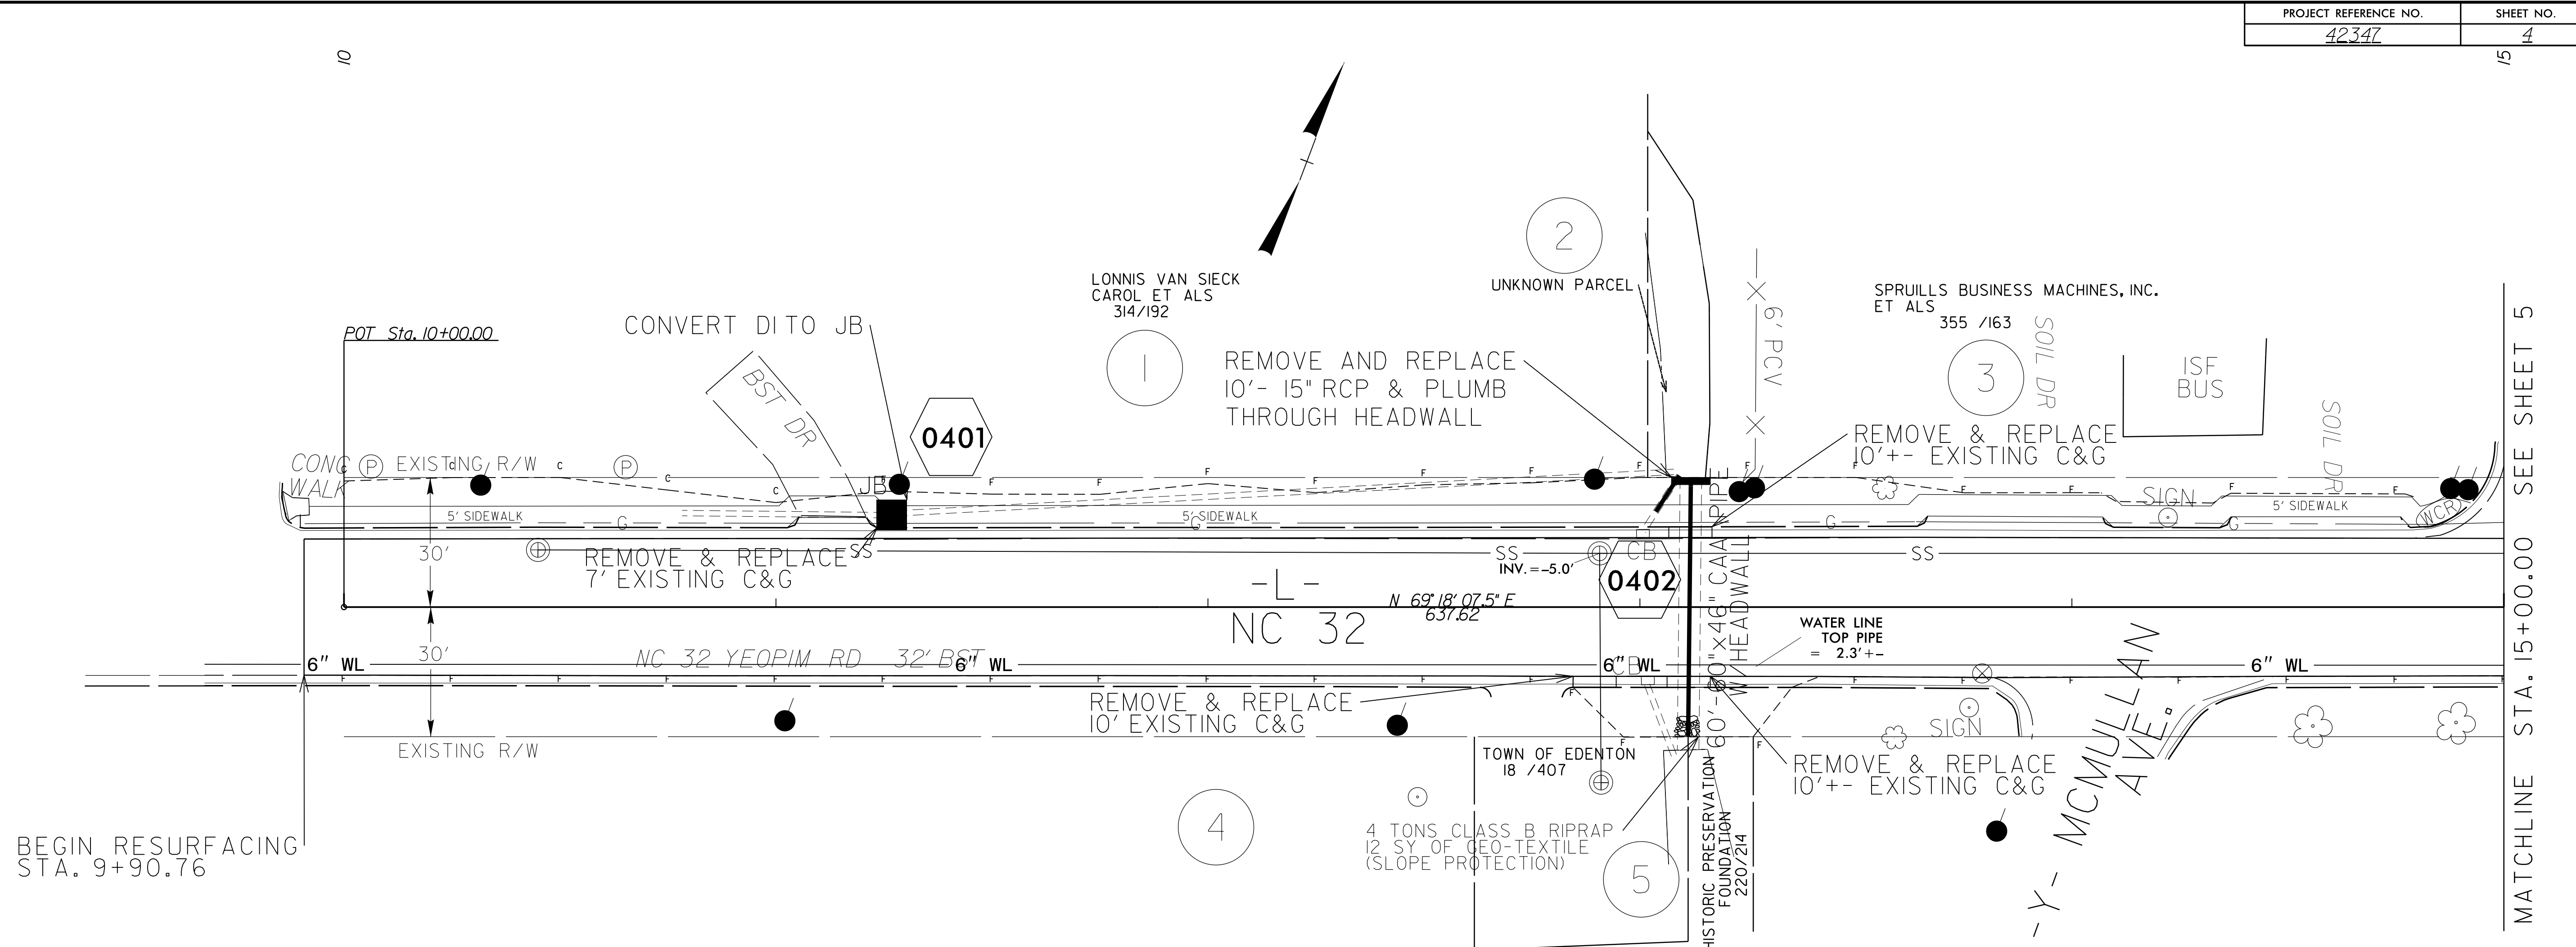 PROJECT REFERENCE NO.
SHEET NO.
42347
4
10
15
POT Sta. 10+00.00
CONVERT DI TO JB
BST DR
0401
LONNIS VAN SIECK
CAROL ET ALS
314/192
1
2
UNKNOWN PARCEL
REMOVE AND REPLACE
10'- 15" RCP & PLUMB
THROUGH HEADWALL
6' PCV
SPRUILLS BUSINESS MACHINES, INC.
ET ALS
355 /163
3
SOIL DR
ISF
BUS
SOIL DR
REMOVE & REPLACE
10'+- EXISTING C&G
CONC
WALK
P
EXISTING R/W
P
JB
5' SIDEWALK
G
5' SIDEWALK
G
G
SIGN
5' SIDEWALK
G
WCR
30'
REMOVE & REPLACE
7' EXISTING C&G
SS
SS
INV.=-5.0'
CB
0402
SS
-L-
NC 32
N 69° 18' 07.5" E
637.62
60'-60"x46" CAA PIPE
W/HEADWALL
WATER LINE
TOP PIPE
= 2.3'+-
30'
6" WL
NC 32 YEOPIM RD 32' BST
6" WL
6" WL
CB
6" WL
REMOVE & REPLACE
10' EXISTING C&G
EXISTING R/W
TOWN OF EDENTON
18 /407
SIGN
REMOVE & REPLACE
10'+- EXISTING C&G
-Y- MCMULLAN
AVE.
4
4 TONS CLASS B RIPRAP
12 SY OF GEO-TEXTILE
(SLOPE PROTECTION)
5
HISTORIC PRESERVATION
FOUNDATION
220/214
BEGIN RESURFACING
STA. 9+90.76
MATCHLINE STA. 15+00.00 SEE SHEET 5